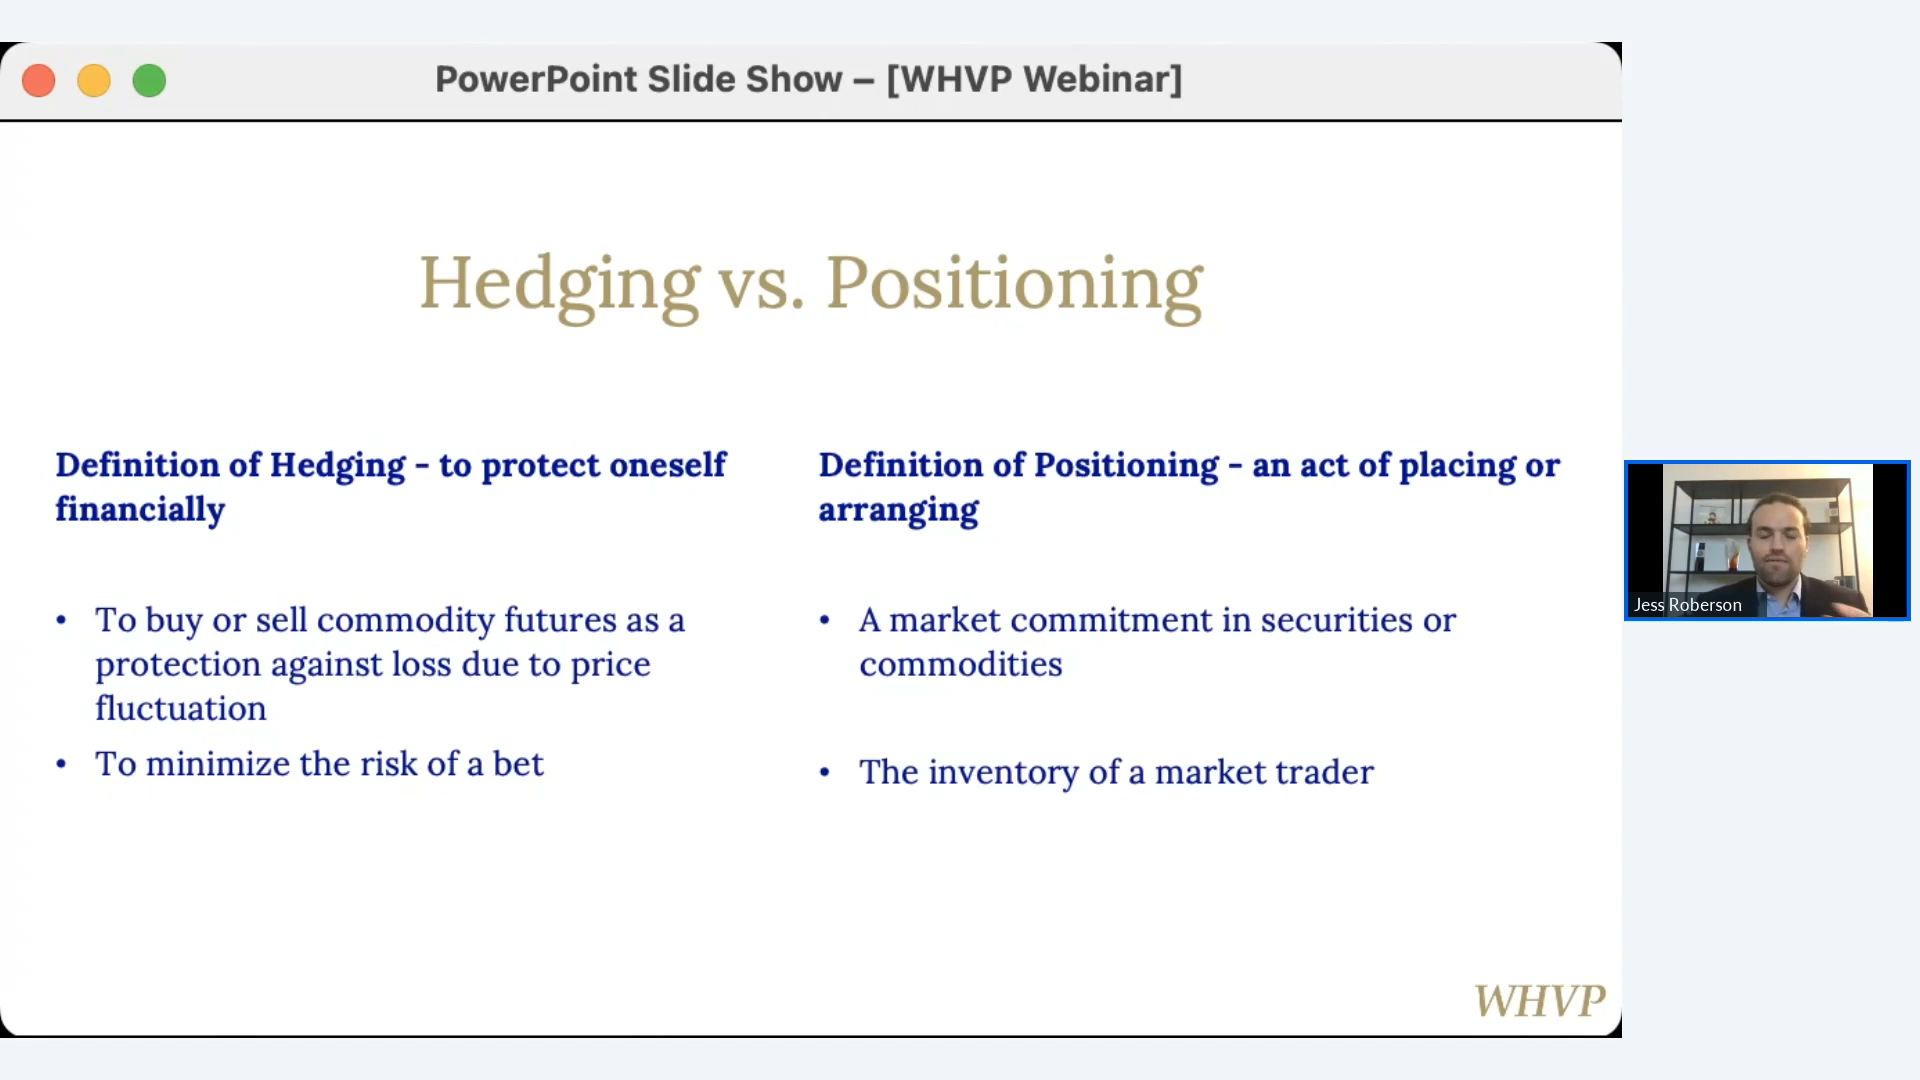 PowerPoint Slide Show – [WHVP Webinar]
Hedging vs. Positioning
Definition of Hedging - to protect oneself
financially
• To buy or sell commodity futures as a
protection against loss due to price
fluctuation
• To minimize the risk of a bet
Definition of Positioning - an act of placing or
arranging
• A market commitment in securities or
commodities
• The inventory of a market trader
WHVP
Jess Roberson